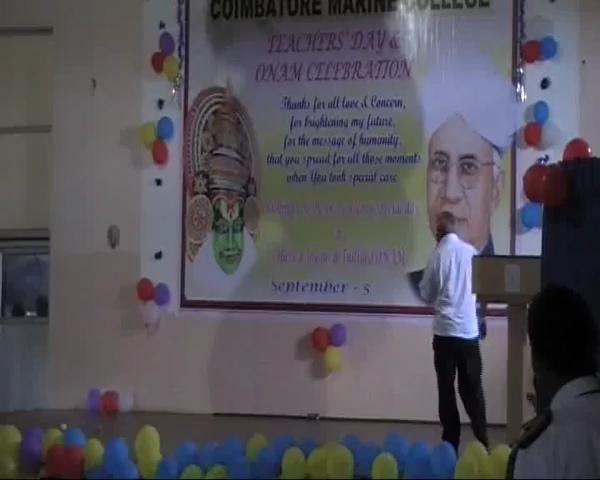 COIMBATORE MARINE COLLEGE
TEACHERS' DAY &
ONAM CELEBRATION
Thanks for all love & Concern,
for brightening my future,
for the message of humanity,
that you spread for all those moments
when You took special care
September - 5